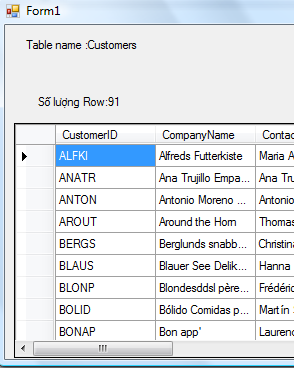 Form1
Table name :Customers
Số lượng Row:91
CustomerID CompanyName Contac
ALFKI Alfreds Futterkiste Maria A
ANATR Ana Trujillo Empa... Ana Tru
ANTON Antonio Moreno ... Antonio
AROUT Around the Horn Thomas
BERGS Berglunds snabb... Christina
BLAUS Blauer See Delik... Hanna
BLONP Blondesddsl père... Frédéric
BOLID Bólido Comidas p... Martín
BONAP Bon app' Laurenc